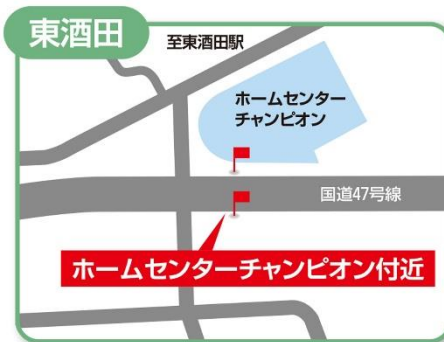 東酒田
至東酒田駅
ホームセンター
チャンピオン
国道47号線
ホームセンターチャンピオン付近